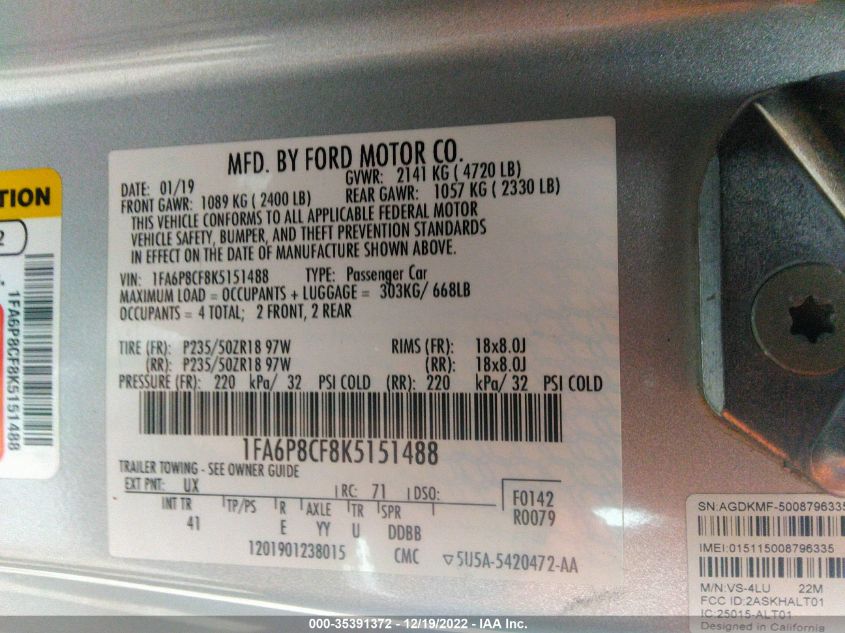 MFD. BY FORD MOTOR CO.
DATE: 01/19 GVWR: 2141 KG ( 4720 LB)
FRONT GAWR: 1089 KG ( 2400 LB) REAR GAWR: 1057 KG ( 2330 LB)
THIS VEHICLE CONFORMS TO ALL APPLICABLE FEDERAL MOTOR
VEHICLE SAFETY, BUMPER, AND THEFT PREVENTION STANDARDS
IN EFFECT ON THE DATE OF MANUFACTURE SHOWN ABOVE.
VIN: 1FA6P8CF8K5151488 TYPE: Passenger Car
MAXIMUM LOAD = OCCUPANTS + LUGGAGE = 303KG/ 668LB
OCCUPANTS = 4 TOTAL; 2 FRONT, 2 REAR
TIRE (FR): P235/50ZR18 97W RIMS (FR): 18x8.0J
(RR): P235/50ZR18 97W (RR): 18x8.0J
PRESSURE (FR): 220 kPa/ 32 PSI COLD (RR): 220 kPa/ 32 PSI COLD
1FA6P8CF8K5151488
TRAILER TOWING - SEE OWNER GUIDE
EXT PNT: UX RC: 71 DSO: F0142
INT TR TP/PS R AXLE TR SPR R0079
41 E YY U DDBB
1201901238015 CMC 5U5A-5420472-AA
TION
2
1FA6P8CF8K5151488
SN:AGDKMF-5008796335
IMEI:015115008796335
M/N:VS-4LU 22M
FCC ID:2ASKHALT01
IC:25015-ALT01
Designed in California
000-35391372 - 12/19/2022 - IAA Inc.